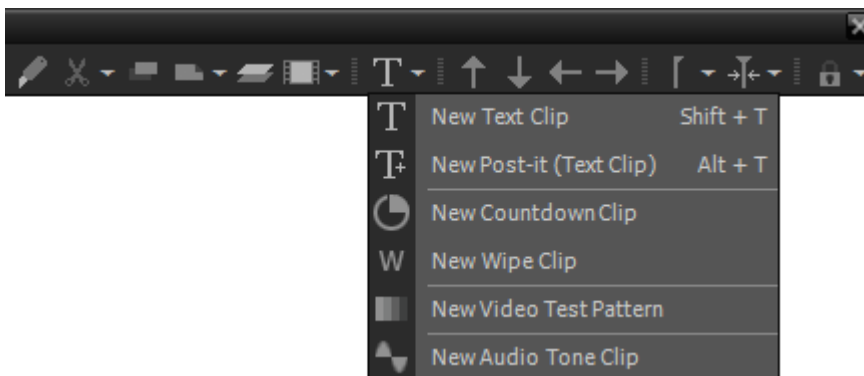 T
T New Text Clip Shift + T
T+ New Post-it (Text Clip) Alt + T
New Countdown Clip
W New Wipe Clip
New Video Test Pattern
New Audio Tone Clip